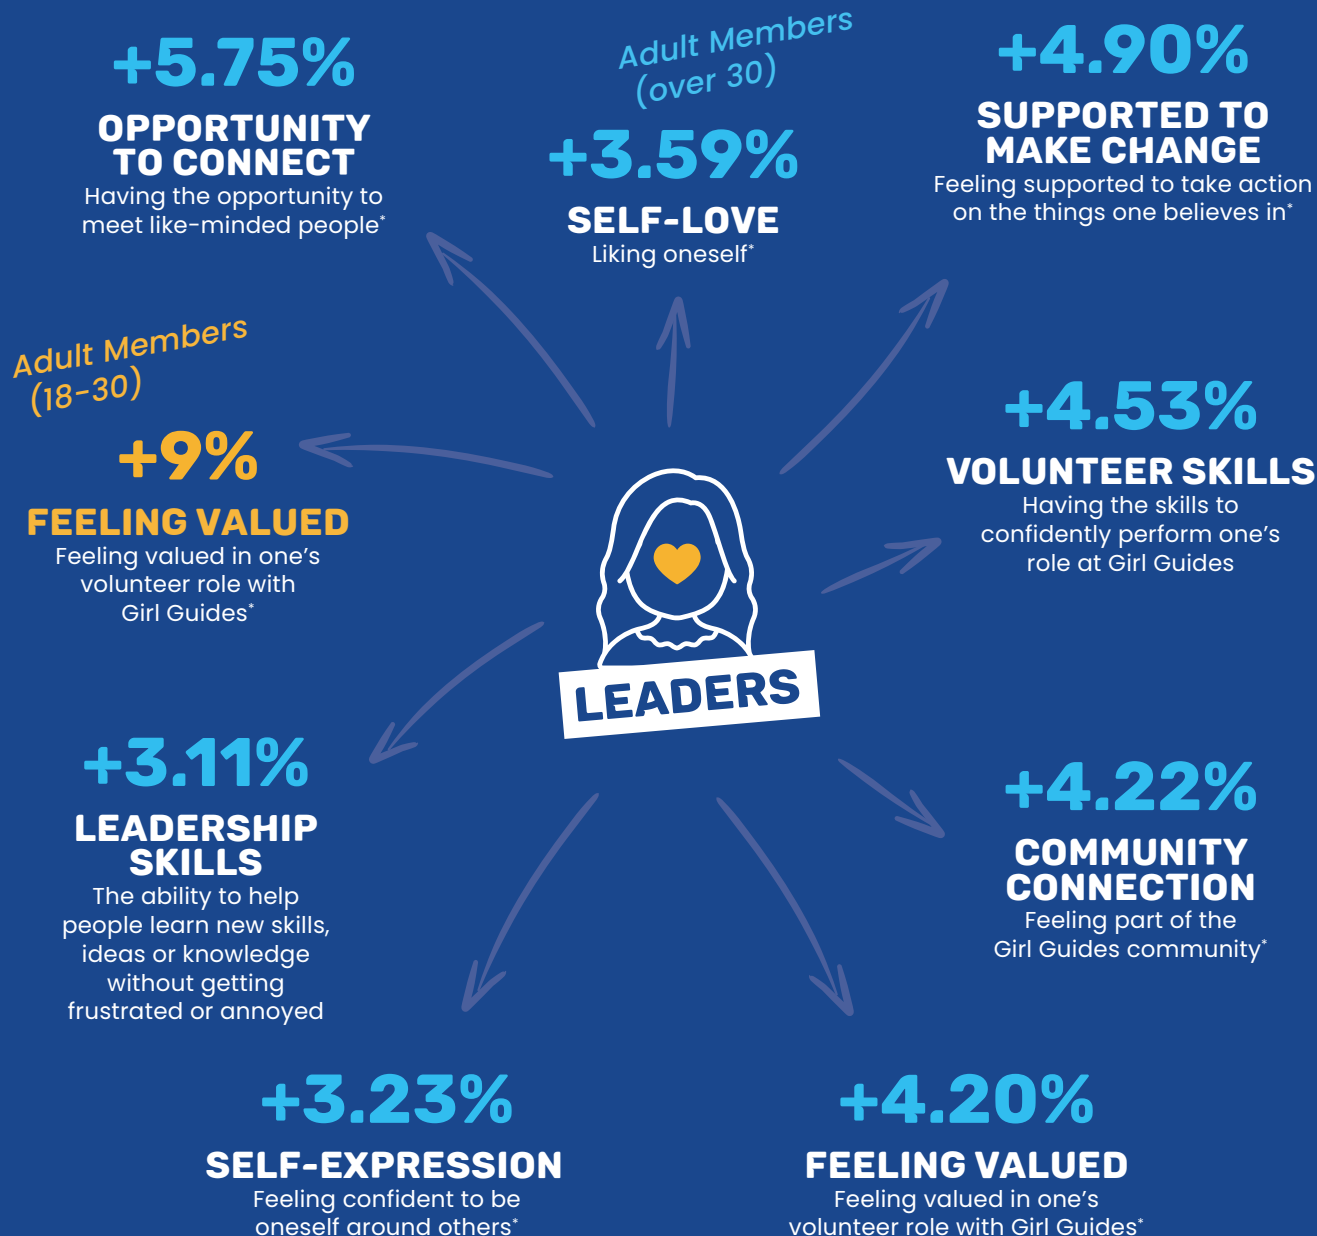 +5.75%
OPPORTUNITY
TO CONNECT
Having the opportunity to
meet like-minded people*
Adult Members
(over 30)
+3.59%
SELF-LOVE
Liking oneself*
+4.90%
SUPPORTED TO
MAKE CHANGE
Feeling supported to take action
on the things one believes in*
Adult Members
(18-30)
+9%
FEELING VALUED
Feeling valued in one's
volunteer role with
Girl Guides*
+4.53%
VOLUNTEER SKILLS
Having the skills to
confidently perform one's
role at Girl Guides
LEADERS
+3.11%
LEADERSHIP
SKILLS
The ability to help
people learn new skills,
ideas or knowledge
without getting
frustrated or annoyed
+4.22%
COMMUNITY
CONNECTION
Feeling part of the
Girl Guides community*
+3.23%
SELF-EXPRESSION
Feeling confident to be
oneself around others*
+4.20%
FEELING VALUED
Feeling valued in one's
volunteer role with Girl Guides*